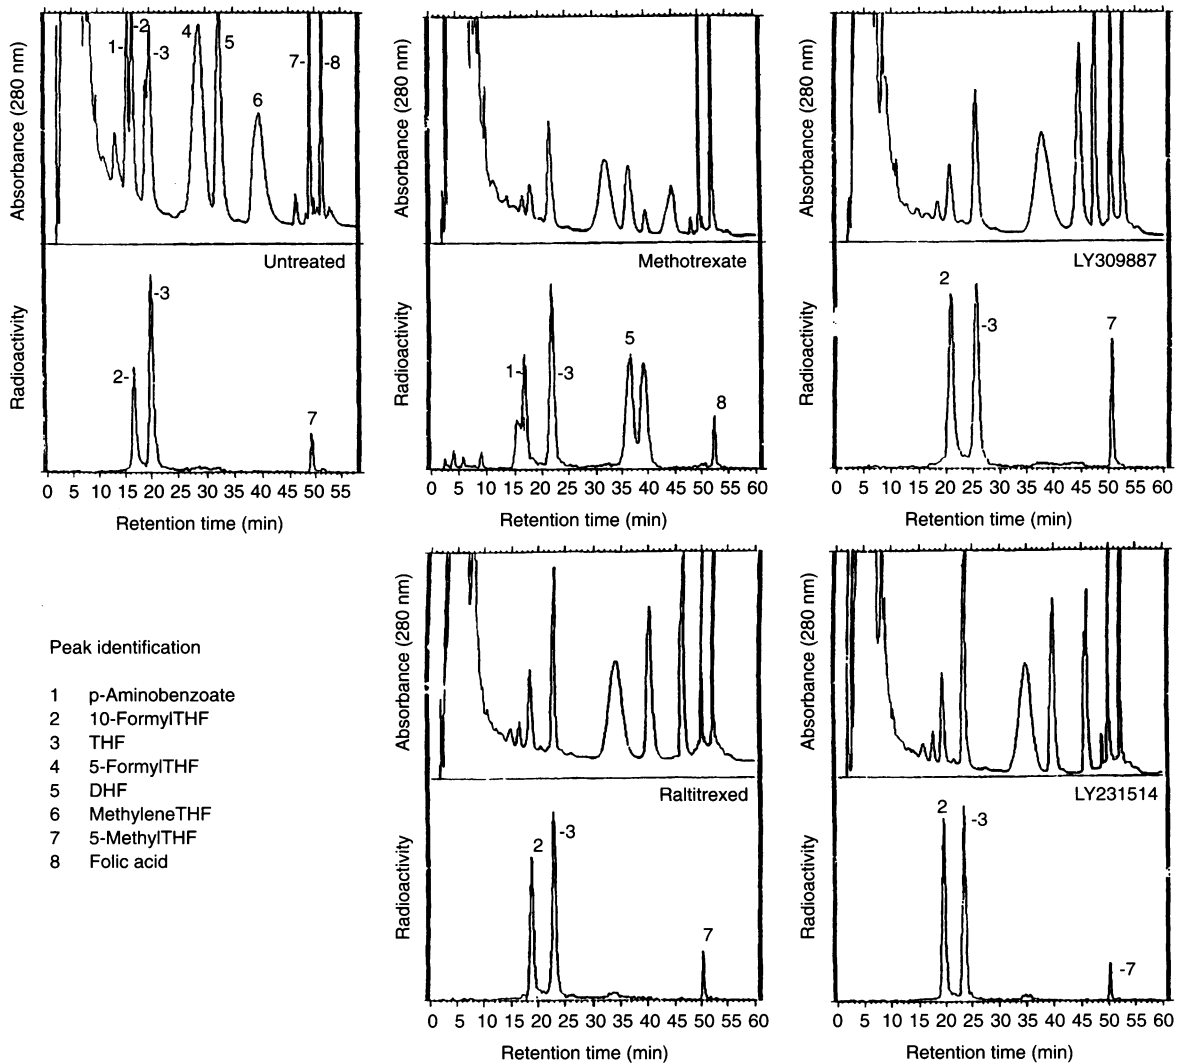 Absorbance (280 nm)
1-
-2
-3
4
5
6
7-
-8
Untreated
Radioactivity
2-
-3
7
0 5 10 15 20 25 30 35 40 45 50 55
Retention time (min)
Absorbance (280 nm)
Methotrexate
Radioactivity
1-
-3
5
8
0 5 10 15 20 25 30 35 40 45 50 55 60
Retention time (min)
Absorbance (280 nm)
LY309887
Radioactivity
2
-3
7
0 5 10 15 20 25 30 35 40 45 50 55 60
Retention time (min)
Peak identification
1 p-Aminobenzoate
2 10-FormylTHF
3 THF
4 5-FormylTHF
5 DHF
6 MethyleneTHF
7 5-MethylTHF
8 Folic acid
Absorbance (280 nm)
Raltitrexed
Radioactivity
2
-3
7
0 5 10 15 20 25 30 35 40 45 50 55 60
Retention time (min)
Absorbance (280 nm)
LY231514
Radioactivity
2
-3
-7
0 5 10 15 20 25 30 35 40 45 50 55 60
Retention time (min)